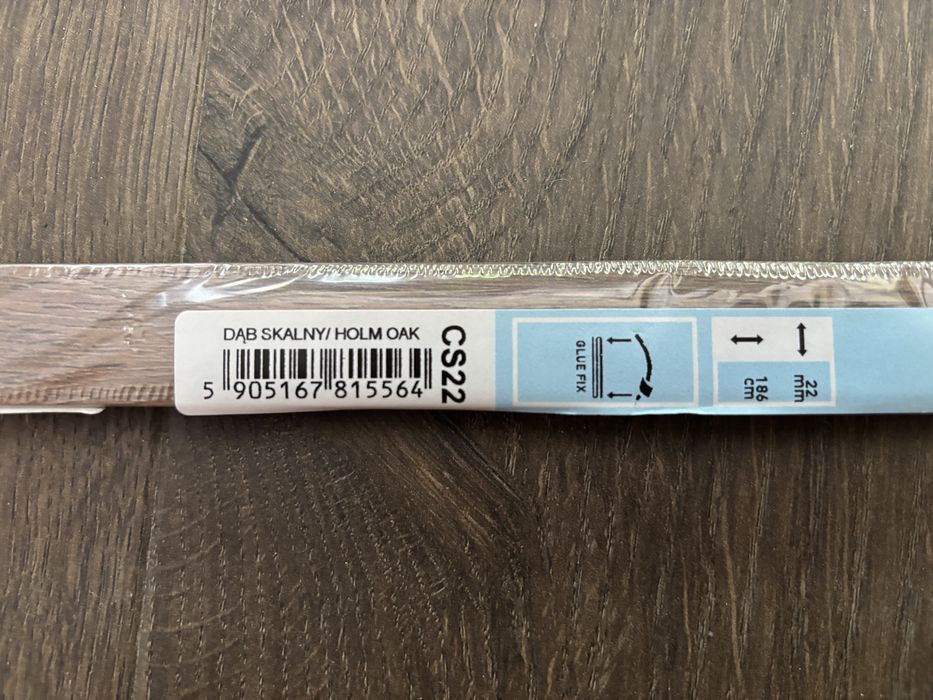 DĄB SKALNY/ HOLM OAK
5 905167 815564
CS22
GLUE FIX
186 cm
22 mm